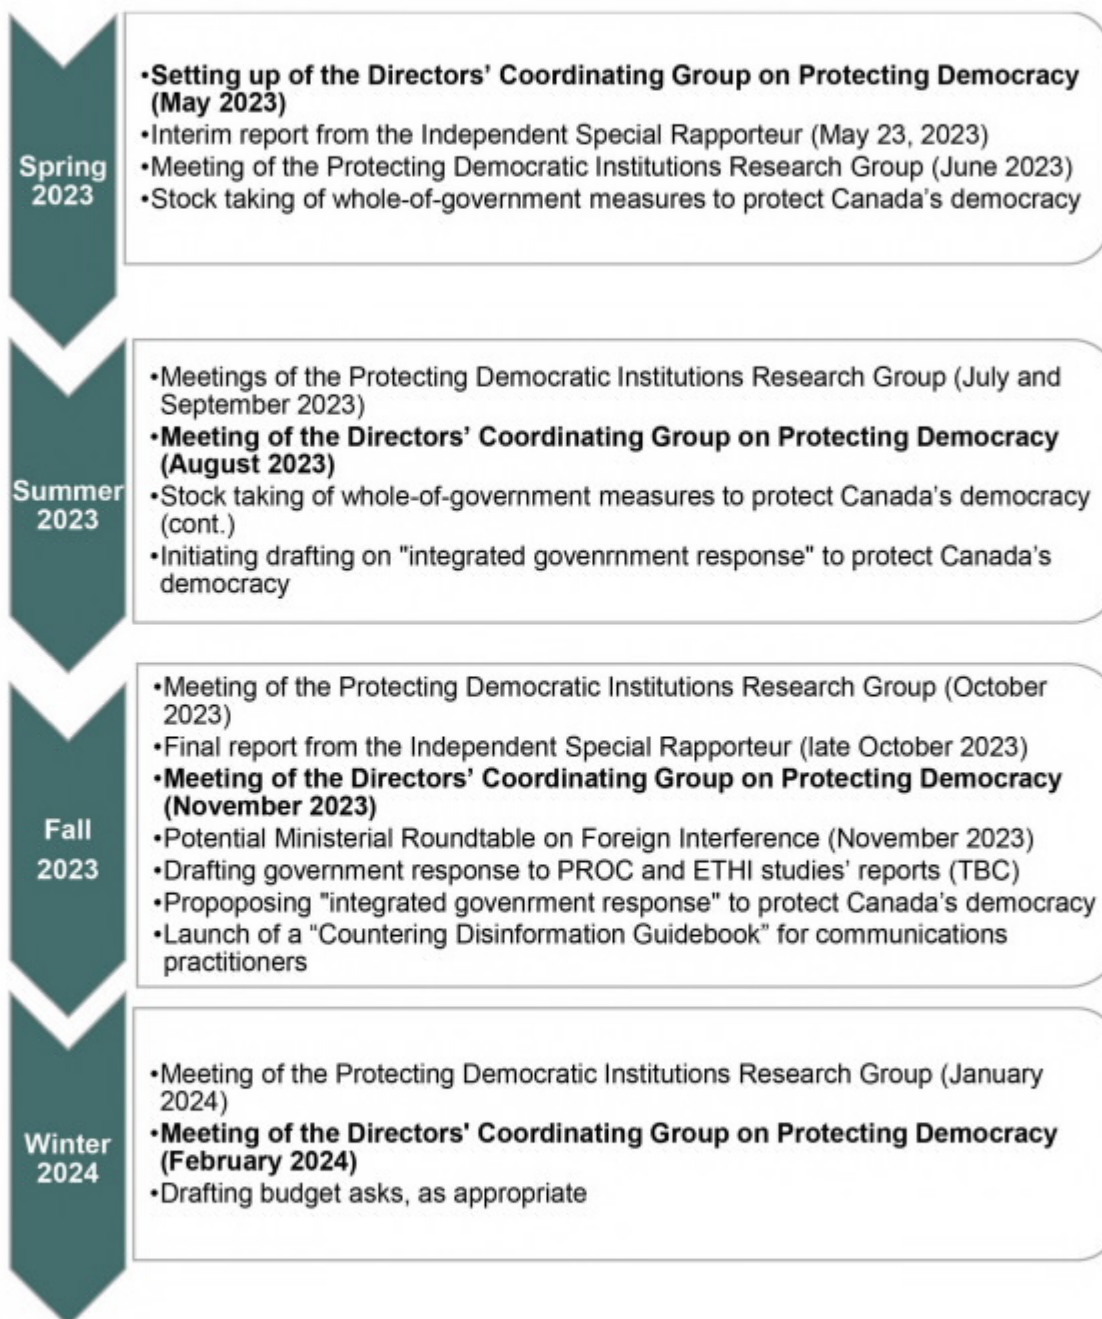 Spring
2023
•Setting up of the Directors’ Coordinating Group on Protecting Democracy
(May 2023)
•Interim report from the Independent Special Rapporteur (May 23, 2023)
•Meeting of the Protecting Democratic Institutions Research Group (June 2023)
•Stock taking of whole-of-government measures to protect Canada’s democracy
Summer
2023
•Meetings of the Protecting Democratic Institutions Research Group (July and
September 2023)
•Meeting of the Directors’ Coordinating Group on Protecting Democracy
(August 2023)
•Stock taking of whole-of-government measures to protect Canada’s democracy
(cont.)
•Initiating drafting on "integrated govenrnment response" to protect Canada’s
democracy
Fall
2023
•Meeting of the Protecting Democratic Institutions Research Group (October
2023)
•Final report from the Independent Special Rapporteur (late October 2023)
•Meeting of the Directors’ Coordinating Group on Protecting Democracy
(November 2023)
•Potential Ministerial Roundtable on Foreign Interference (November 2023)
•Drafting government response to PROC and ETHI studies’ reports (TBC)
•Propoposing "integrated govenrment response" to protect Canada’s democracy
•Launch of a “Countering Disinformation Guidebook” for communications
practitioners
Winter
2024
•Meeting of the Protecting Democratic Institutions Research Group (January
2024)
•Meeting of the Directors' Coordinating Group on Protecting Democracy
(February 2024)
•Drafting budget asks, as appropriate